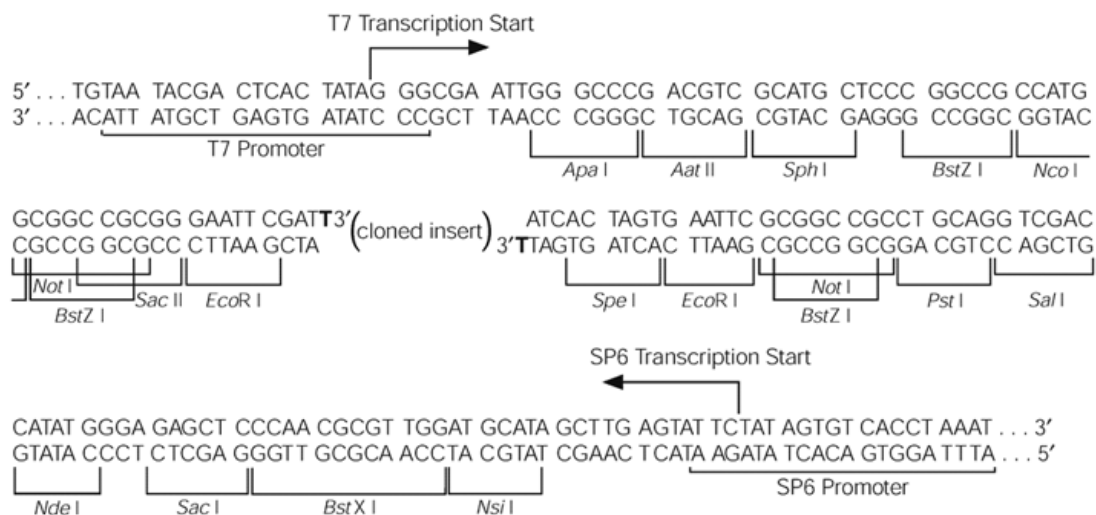 T7 Transcription Start
5′ . . . TGTAA TACGA CTCAC TATAG GGCGA ATTGG GCCCG ACGTC GCATG CTCCC GGCCG CCATG
3′ . . . ACATT ATGCT GAGTG ATATC CCGCT TAACC CGGGC TGCAG CGTAC GAGGG CCGGC GGTAC
T7 Promoter
Apa I Aat II Sph I BstZ I Nco I
GCGGC CGCGG GAATT CGATT3′ (cloned insert) ATCAC TAGTG AATTC GCGGC CGCCT GCAGG TCGAC
CGCCG GCGCC CTTAA GCTA 3′TTAGTG ATCAC TTAAG CGCCG GCGGA CGTCC AGCTG
Not I Sac II EcoR I Spe I EcoR I Not I Pst I Sal I
BstZ I BstZ I
SP6 Transcription Start
CATAT GGGA GAGCT CCCAA CGCGT TGGAT GCATA GCTTG AGTAT TCTAT AGTGT CACCT AAAT . . . 3′
GTATA CCCT CTCGA GGGTT GCGCA ACCTA CGTAT CGAAC TCATA AGATA TCACA GTGGA TTTA . . . 5′
SP6 Promoter
Nde I Sac I BstX I Nsi I